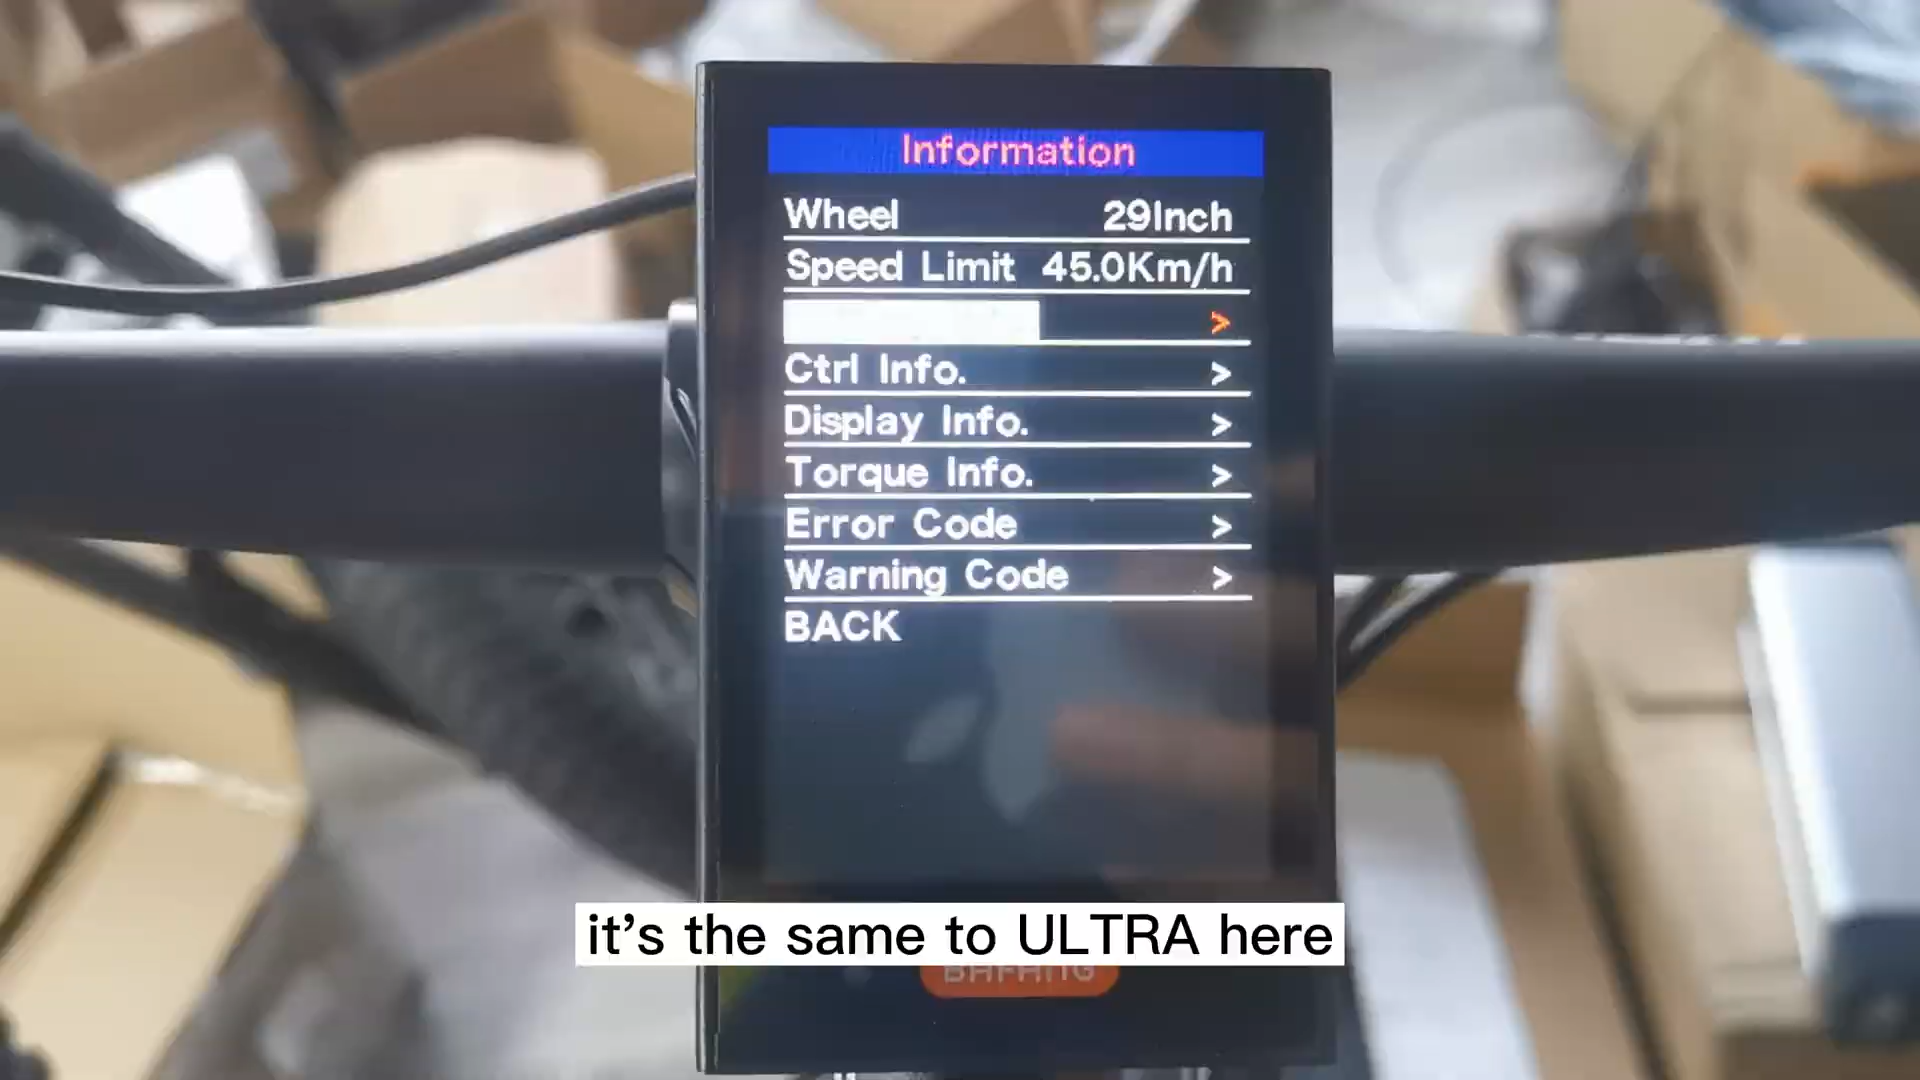 Information
Wheel 29Inch
Speed Limit 45.0Km/h
>
Ctrl Info. >
Display Info. >
Torque Info. >
Error Code >
Warning Code >
BACK
it's the same to ULTRA here
BAFANG